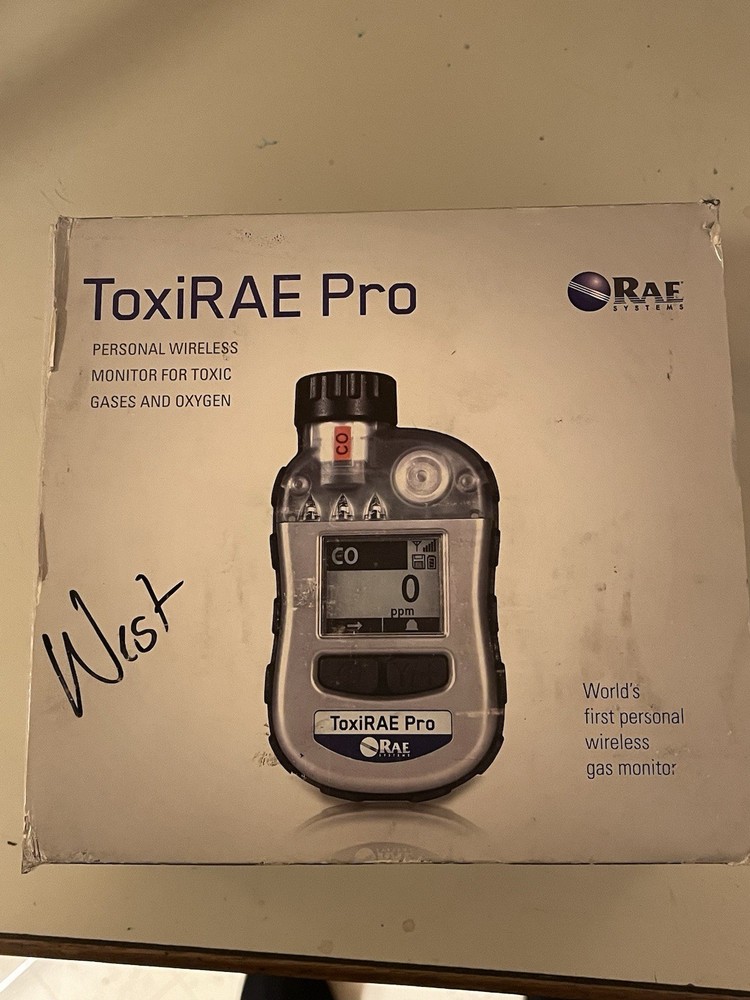 ToxiRAE Pro
RAE
SYSTEMS
PERSONAL WIRELESS
MONITOR FOR TOXIC
GASES AND OXYGEN
CO
CO
0
ppm
West
ToxiRAE Pro
RAE
SYSTEMS
World's
first personal
wireless
gas monitor